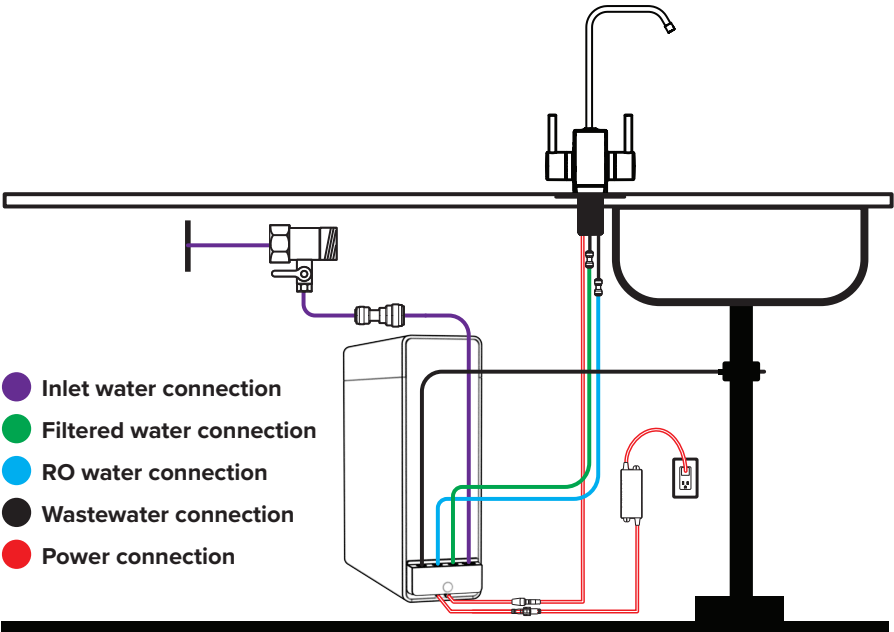 Inlet water connection
Filtered water connection
RO water connection
Wastewater connection
Power connection